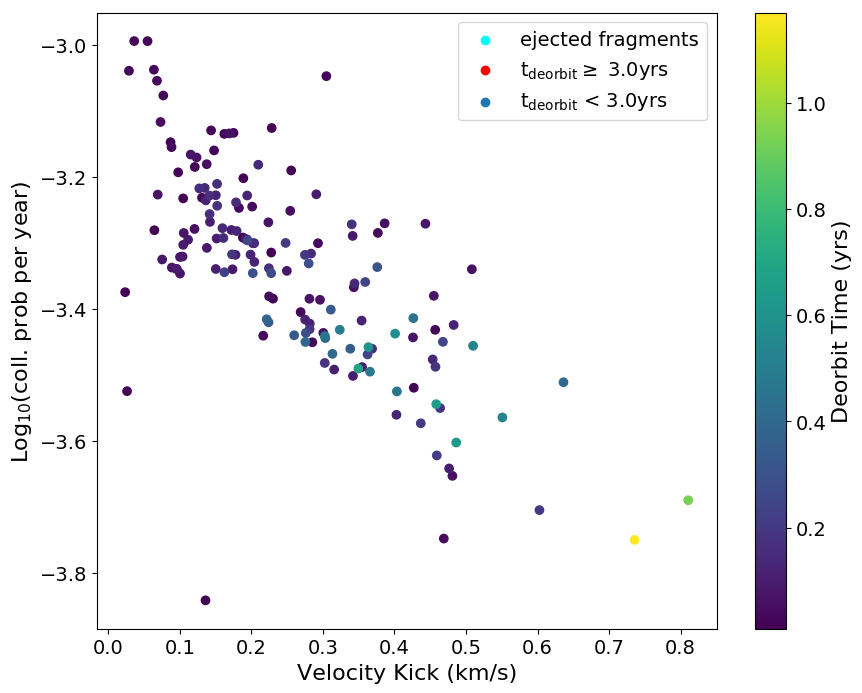 ejected fragments
t_deorbit ≥ 3.0yrs
t_deorbit < 3.0yrs
−3.0
−3.2
−3.4
−3.6
−3.8
Log10(coll. prob per year)
0.0 0.1 0.2 0.3 0.4 0.5 0.6 0.7 0.8
Velocity Kick (km/s)
1.0
0.8
0.6
0.4
0.2
Deorbit Time (yrs)